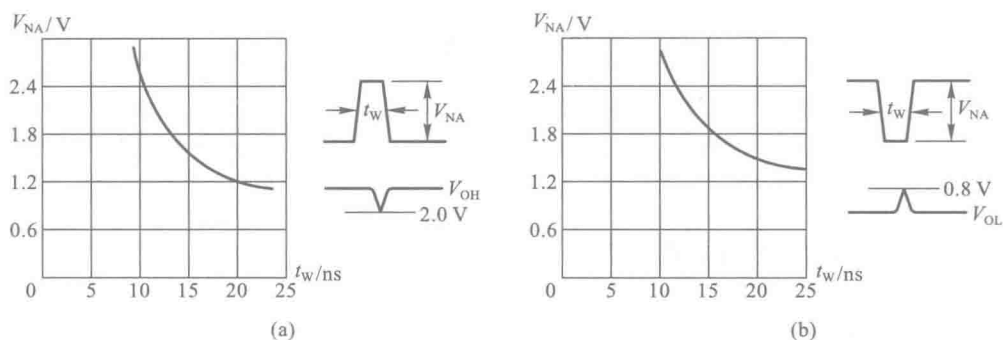 V_NA/V
2.4
1.8
1.2
0.6
0
5
10
15
20
25
t_W/ns
t_W
V_NA
V_OH
2.0 V
(a)
V_NA/V
2.4
1.8
1.2
0.6
0
5
10
15
20
25
t_W/ns
t_W
V_NA
0.8 V
V_OL
(b)